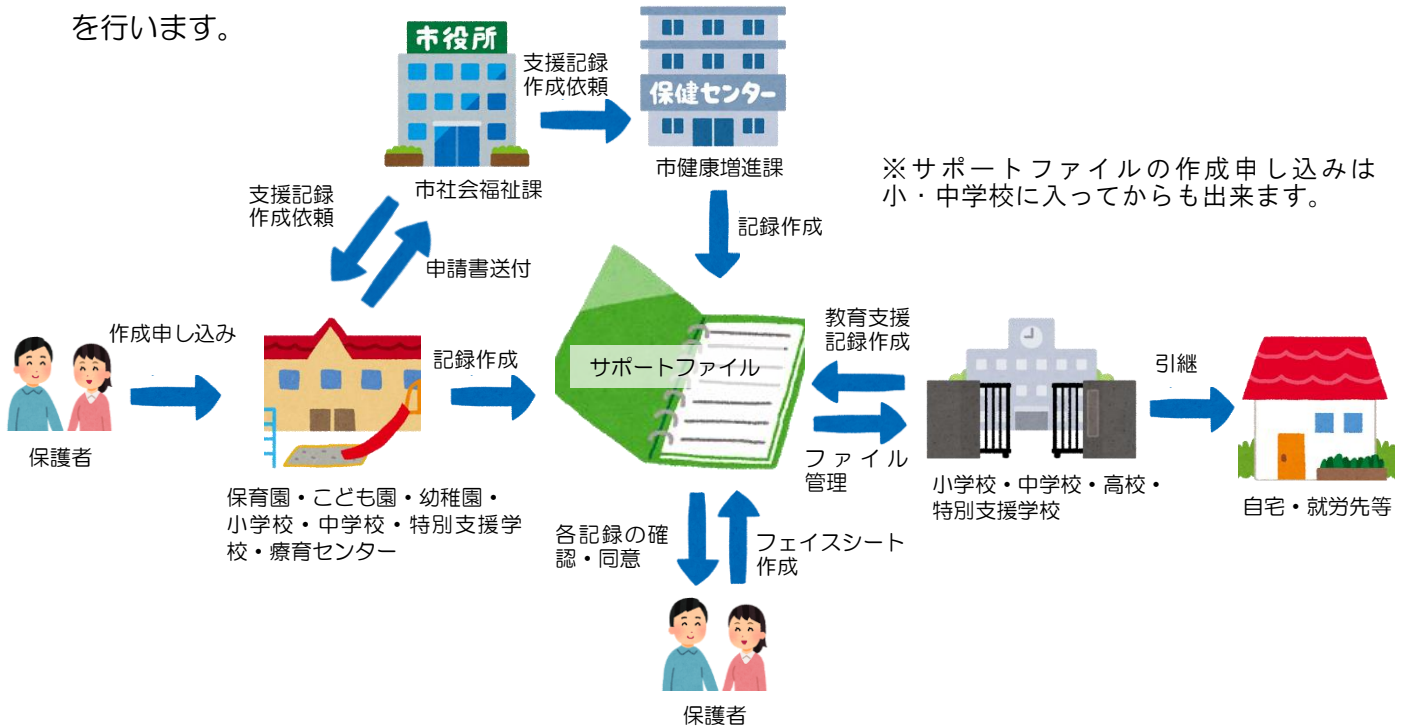 を行います。
市役所
支援記録
作成依頼
保健センター
市社会福祉課
市健康増進課
※サポートファイルの作成申し込みは
小・中学校に入ってからも出来ます。
支援記録
作成依頼
申請書送付
記録作成
作成申し込み
保護者
記録作成
保育園・こども園・幼稚園・
小学校・中学校・特別支援学
校・療育センター
サポートファイル
教育支援
記録作成
ファイル
管理
小学校・中学校・高校・
特別支援学校
引継
自宅・就労先等
各記録の確
認・同意
フェイスシート
作成
保護者